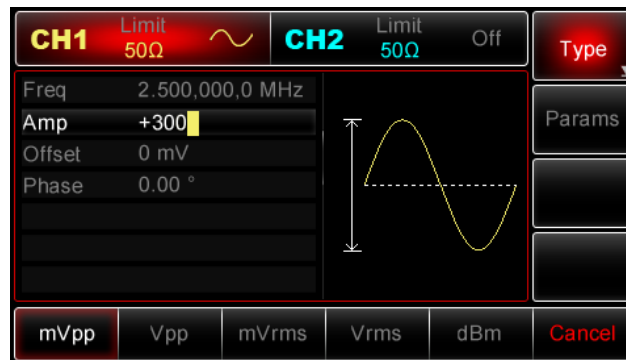 CH1 Limit 50Ω CH2 Limit 50Ω Off Type
Freq 2.500,000,0 MHz
Amp +300
Offset 0 mV
Phase 0.00 °
Params
mVpp Vpp mVrms Vrms dBm Cancel